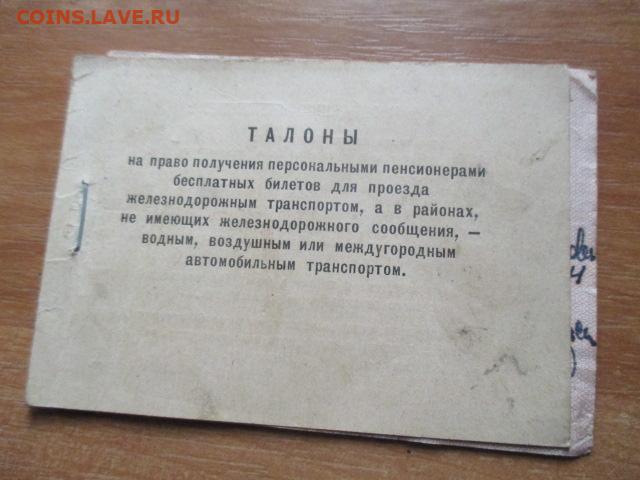 COINS.LAVE.RU
ТАЛОНЫ
на право получения персональными пенсионерами
бесплатных билетов для проезда
железнодорожным транспортом, а в районах,
не имеющих железнодорожного сообщения, —
водным, воздушным или междугородным
автомобильным транспортом.